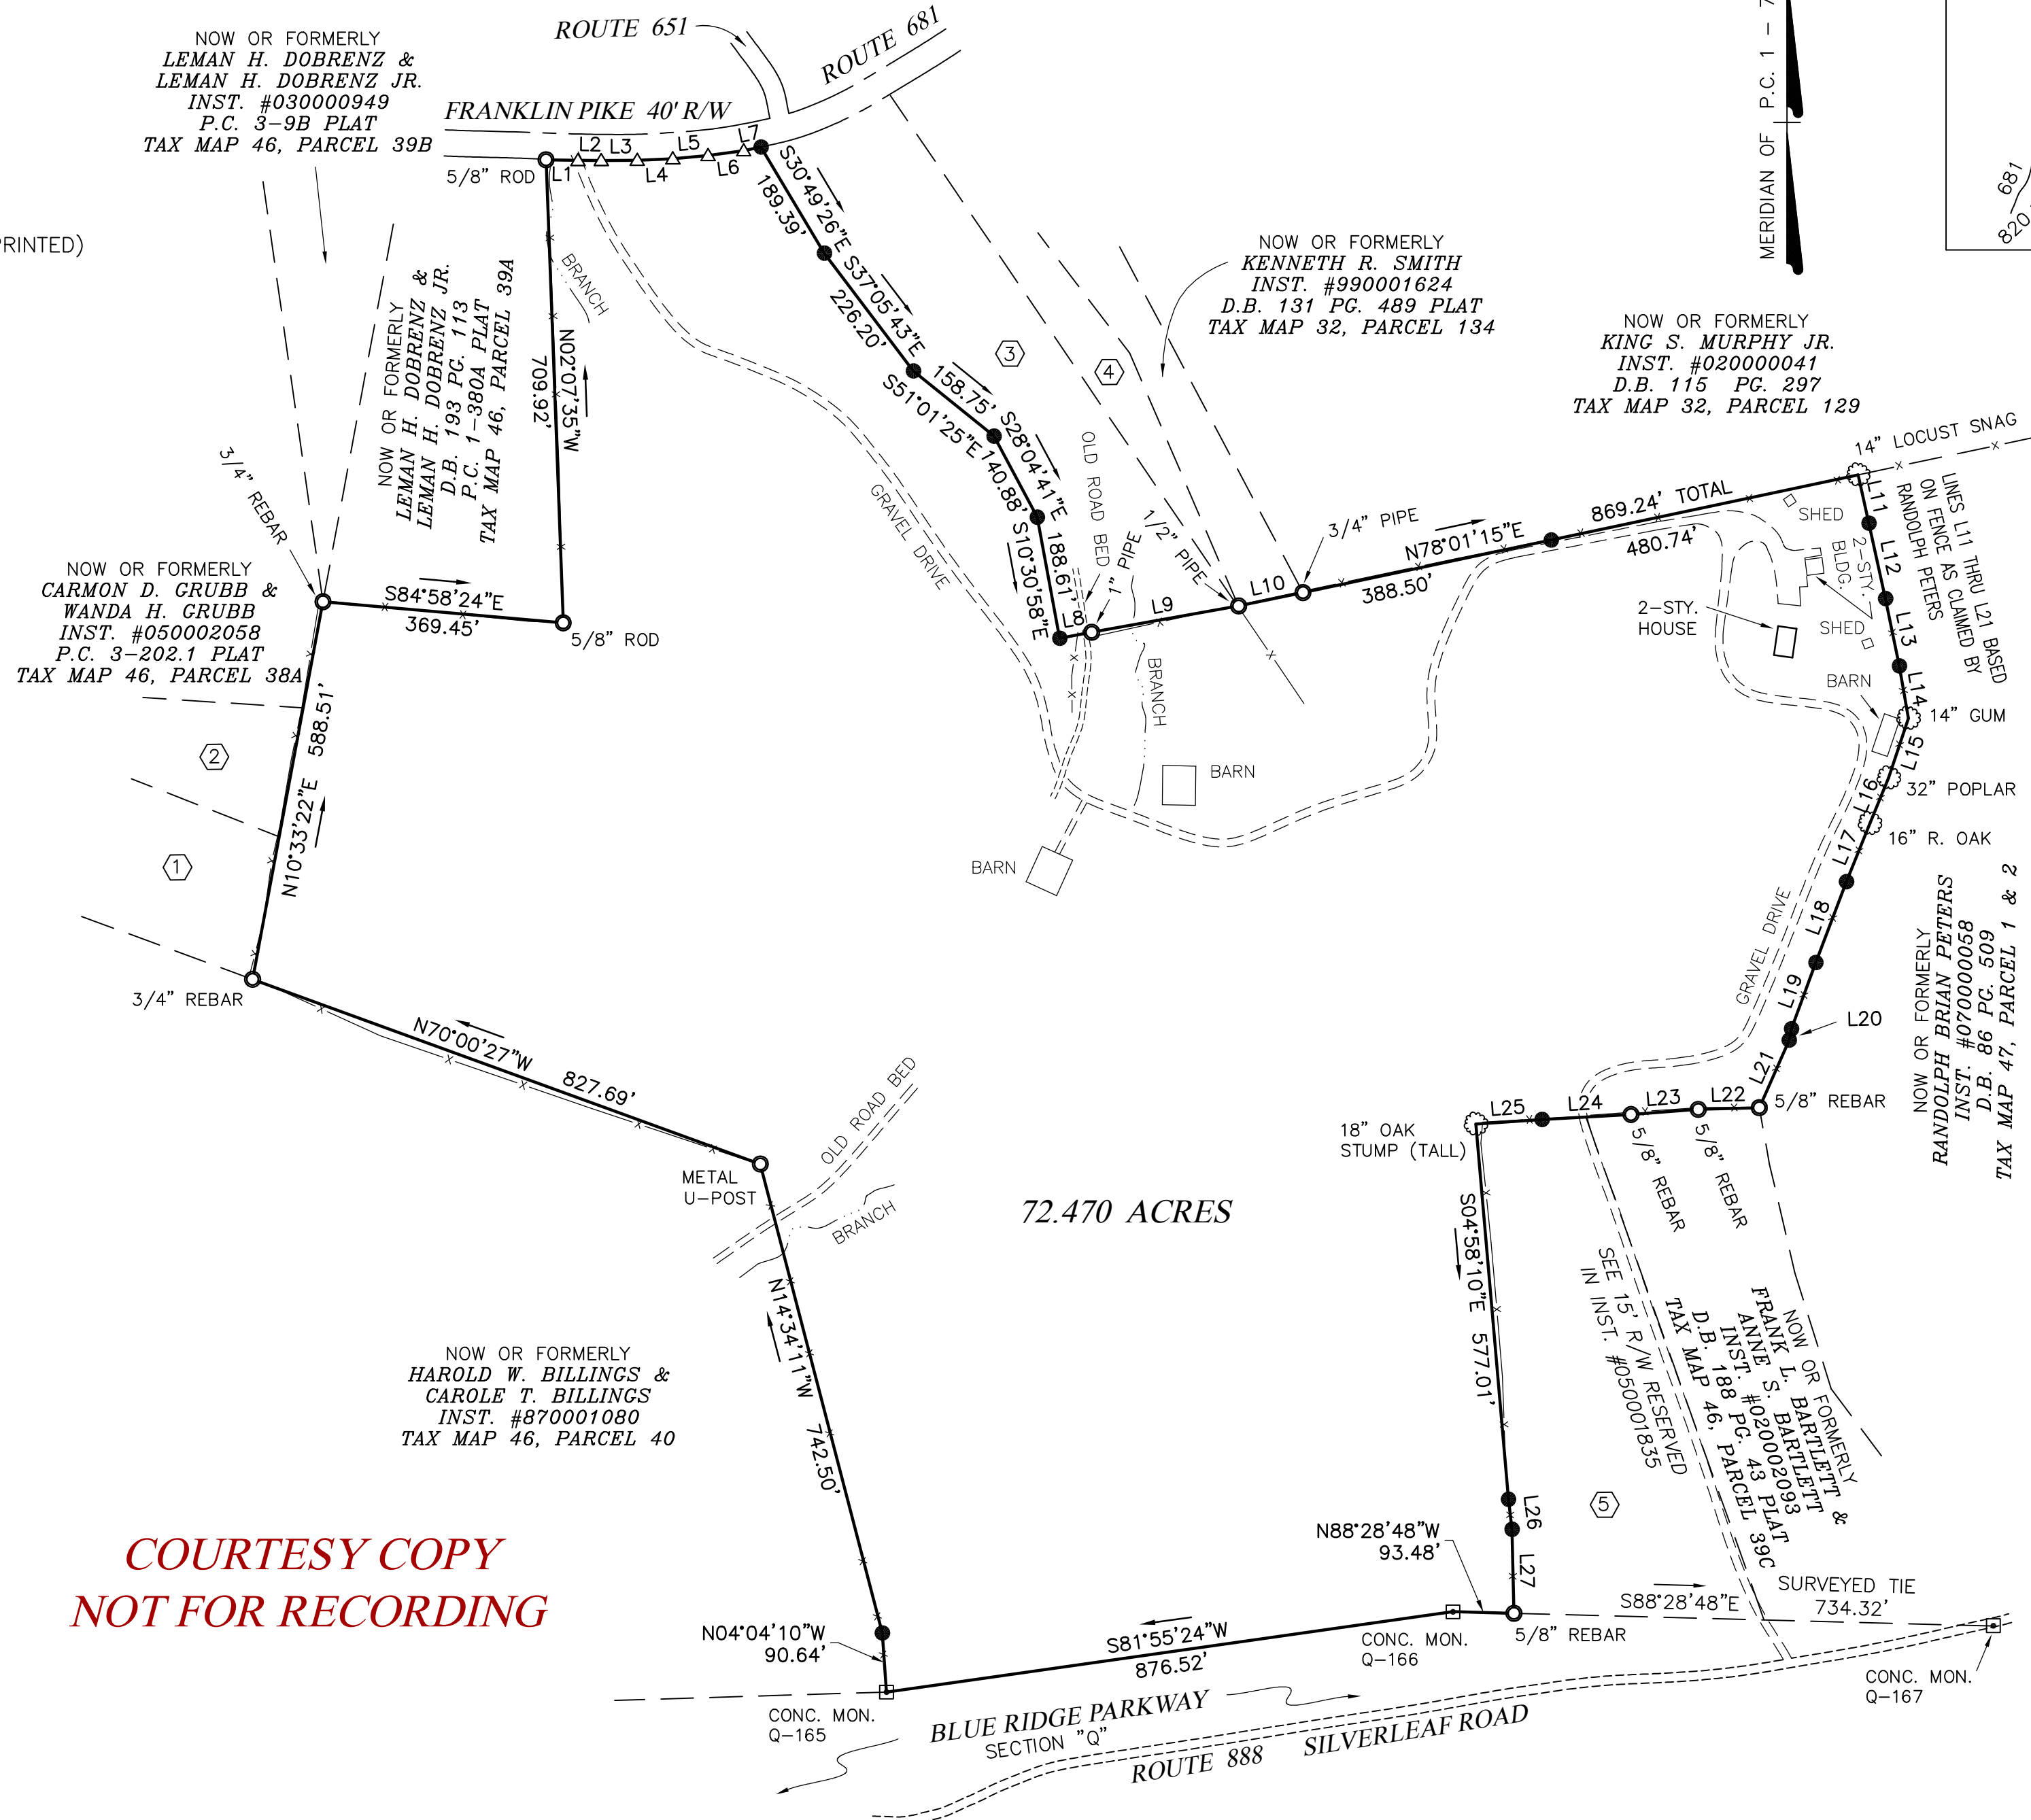 ROUTE 651
ROUTE 681
FRANKLIN PIKE 40' R/W
NOW OR FORMERLY
LEMAN H. DOBRENZ &
LEMAN H. DOBRENZ JR.
INST. #030000949
P.C. 3-9B PLAT
TAX MAP 46, PARCEL 39B
PRINTED)
MERIDIAN OF P.C. 1 - 7
681
820
5/8" ROD
L1
L2
L3
L4
L5
L6
L7
BRANCH
N02°07'35"W
709.92'
NOW OR FORMERLY
LEMAN H. DOBRENZ &
LEMAN H. DOBRENZ JR.
D.B. 193 PG. 113
P.C. 1-380A PLAT
TAX MAP 46, PARCEL 39A
S30°49'26"E
189.39'
S37°05'43"E
226.20'
158.75'
S51°01'25"E
S28°04'41"E
140.88'
188.61'
S10°30'58"E
3
4
NOW OR FORMERLY
KENNETH R. SMITH
INST. #990001624
D.B. 131 PG. 489 PLAT
TAX MAP 32, PARCEL 134
NOW OR FORMERLY
KING S. MURPHY JR.
INST. #020000041
D.B. 115 PG. 297
TAX MAP 32, PARCEL 129
GRAVEL DRIVE
OLD ROAD BED
1" PIPE
1/2" PIPE
3/4" PIPE
L8
L9
L10
N78°01'15"E
388.50'
869.24' TOTAL
480.74'
14" LOCUST SNAG
LINES L11 THRU L21 BASED
ON FENCE AS CLAIMED BY
RANDOLPH PETERS
L11
L12
L13
L14
SHED
2-STY.
BLDG.
2-STY.
HOUSE
SHED
BARN
14" GUM
L15
32" POPLAR
L16
16" R. OAK
L17
L18
L19
L20
L21
GRAVEL DRIVE
NOW OR FORMERLY
RANDOLPH BRIAN PETERS
INST. #070000058
D.B. 86 PG. 509
TAX MAP 47, PARCEL 1 & 2
3/4" REBAR
S84°58'24"E
369.45'
5/8" ROD
NOW OR FORMERLY
CARMON D. GRUBB &
WANDA H. GRUBB
INST. #050002058
P.C. 3-202.1 PLAT
TAX MAP 46, PARCEL 38A
2
1
N10°33'22"E 588.51'
3/4" REBAR
BRANCH
BARN
BARN
N70°00'27"W
827.69'
OLD ROAD BED
METAL
U-POST
BRANCH
72.470 ACRES
18" OAK
STUMP (TALL)
L25
L24
L23
L22
5/8" REBAR
5/8" REBAR
5/8" REBAR
S04°58'10"E 577.01'
SEE 15' R/W RESERVED
IN INST. #050001835
NOW OR FORMERLY
FRANK L. BARTLETT &
ANNE S. BARTLETT
INST. #020002093
D.B. 188 PG. 43 PLAT
TAX MAP 46, PARCEL 39C
N14°34'11"W 742.50'
NOW OR FORMERLY
HAROLD W. BILLINGS &
CAROLE T. BILLINGS
INST. #870001080
TAX MAP 46, PARCEL 40
5
L26
L27
N88°28'48"W
93.48'
S88°28'48"E
SURVEYED TIE
734.32'
5/8" REBAR
COURTESY COPY
NOT FOR RECORDING
N04°04'10"W
90.64'
S81°55'24"W
876.52'
CONC. MON.
Q-166
CONC. MON.
Q-167
CONC. MON.
Q-165
BLUE RIDGE PARKWAY
SECTION "Q"
ROUTE 888 SILVERLEAF ROAD